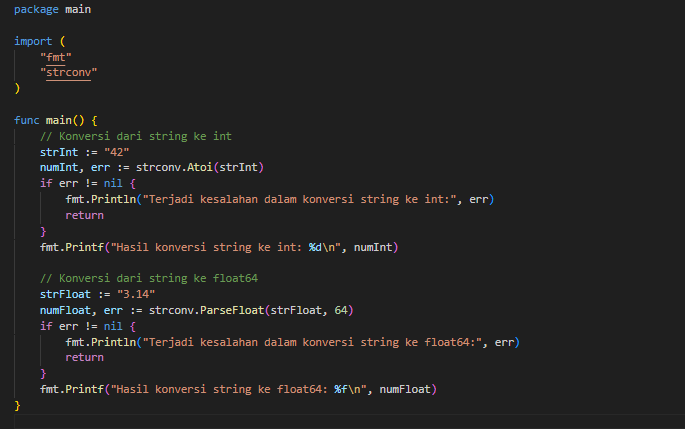 package main
import (
"fmt"
"strconv"
)
func main() {
// Konversi dari string ke int
strInt := "42"
numInt, err := strconv.Atoi(strInt)
if err != nil {
fmt.Println("Terjadi kesalahan dalam konversi string ke int:", err)
return
}
fmt.Printf("Hasil konversi string ke int: %d\n", numInt)
// Konversi dari string ke float64
strFloat := "3.14"
numFloat, err := strconv.ParseFloat(strFloat, 64)
if err != nil {
fmt.Println("Terjadi kesalahan dalam konversi string ke float64:", err)
return
}
fmt.Printf("Hasil konversi string ke float64: %f\n", numFloat)
}